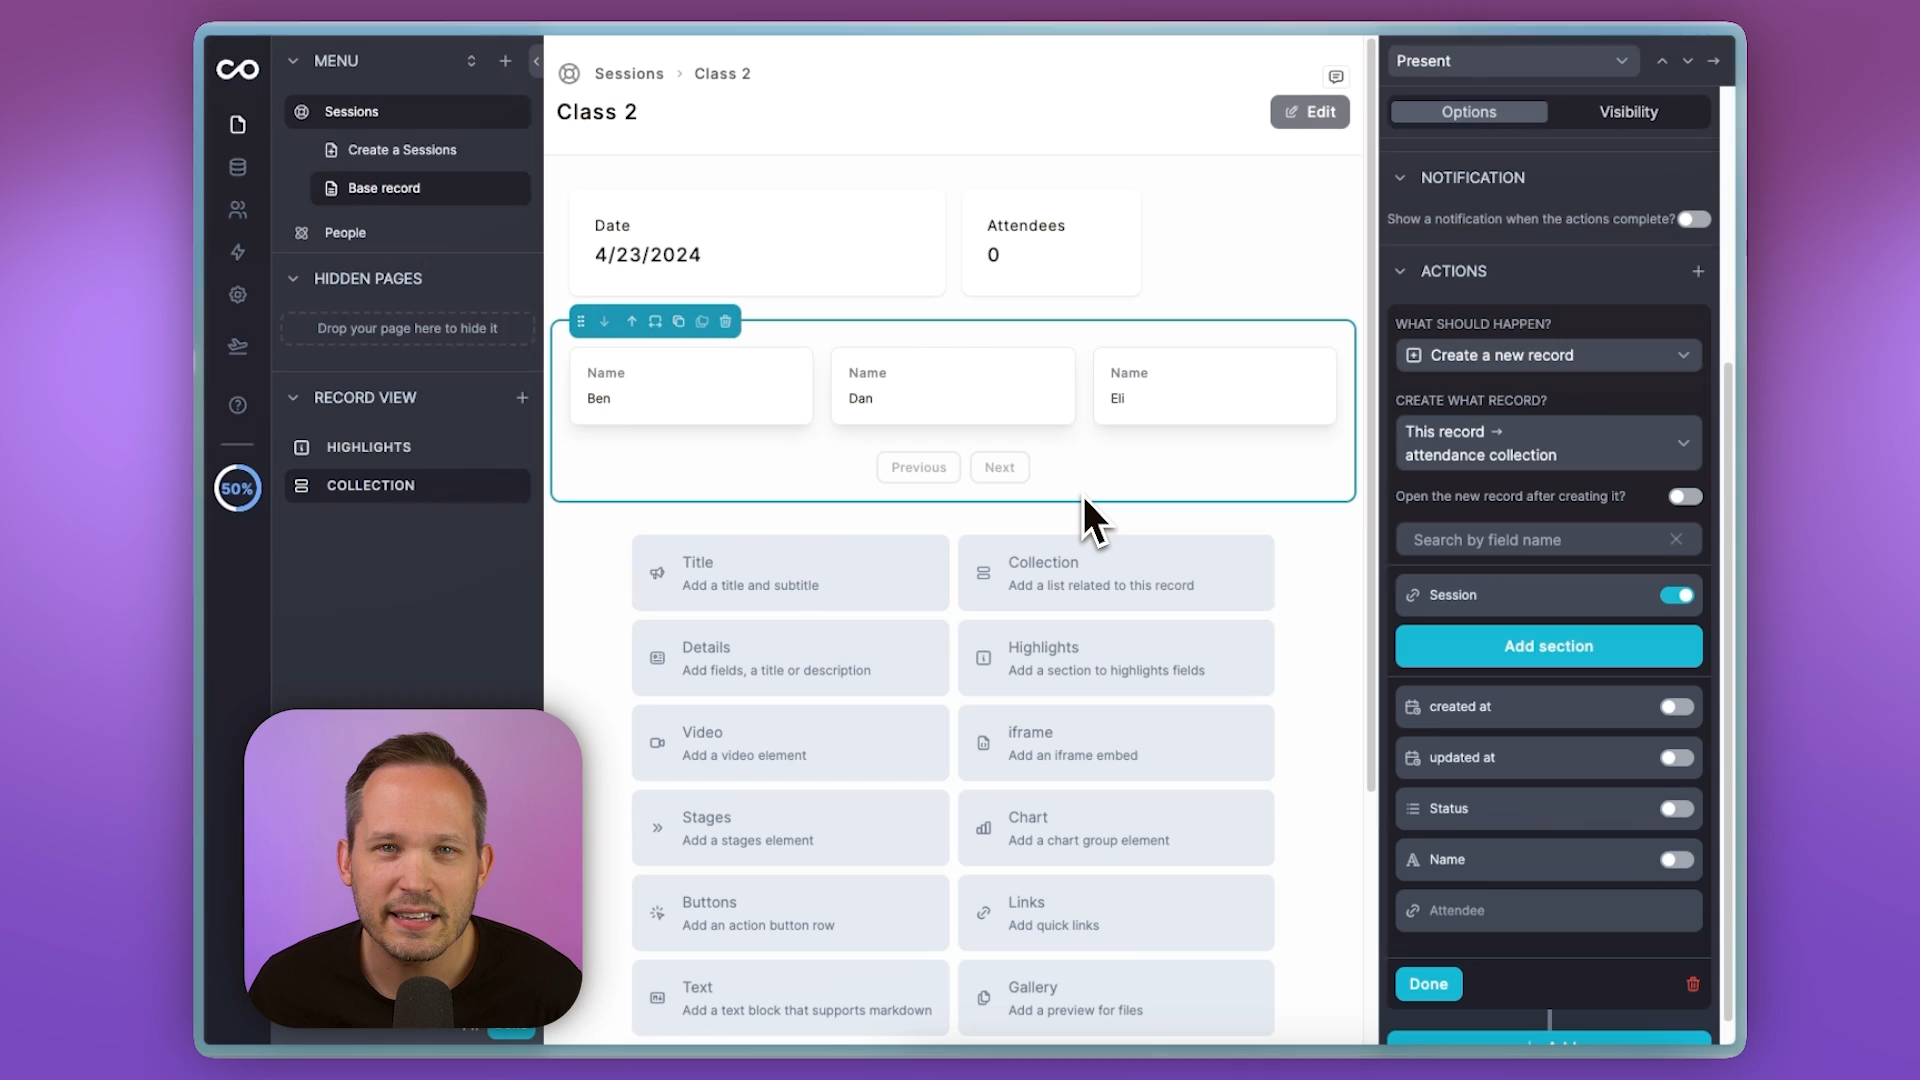 MENU
Sessions
Create a Sessions
Base record
People
HIDDEN PAGES
Drop your page here to hide it
RECORD VIEW
HIGHLIGHTS
COLLECTION
50%
Sessions > Class 2
Class 2
Edit
Date
4/23/2024
Attendees
0
Name
Ben
Name
Dan
Name
Eli
Previous
Next
Title
Add a title and subtitle
Collection
Add a list related to this record
Details
Add fields, a title or description
Highlights
Add a section to highlights fields
Video
Add a video element
iframe
Add an iframe embed
Stages
Add a stages element
Chart
Add a chart group element
Buttons
Add an action button row
Links
Add quick links
Text
Add a text block that supports markdown
Gallery
Add a preview for files
Present
Options
Visibility
NOTIFICATION
Show a notification when the actions complete?
ACTIONS
WHAT SHOULD HAPPEN?
Create a new record
CREATE WHAT RECORD?
This record →
attendance collection
Open the new record after creating it?
Search by field name
Session
Add section
created at
updated at
Status
Name
Attendee
Done